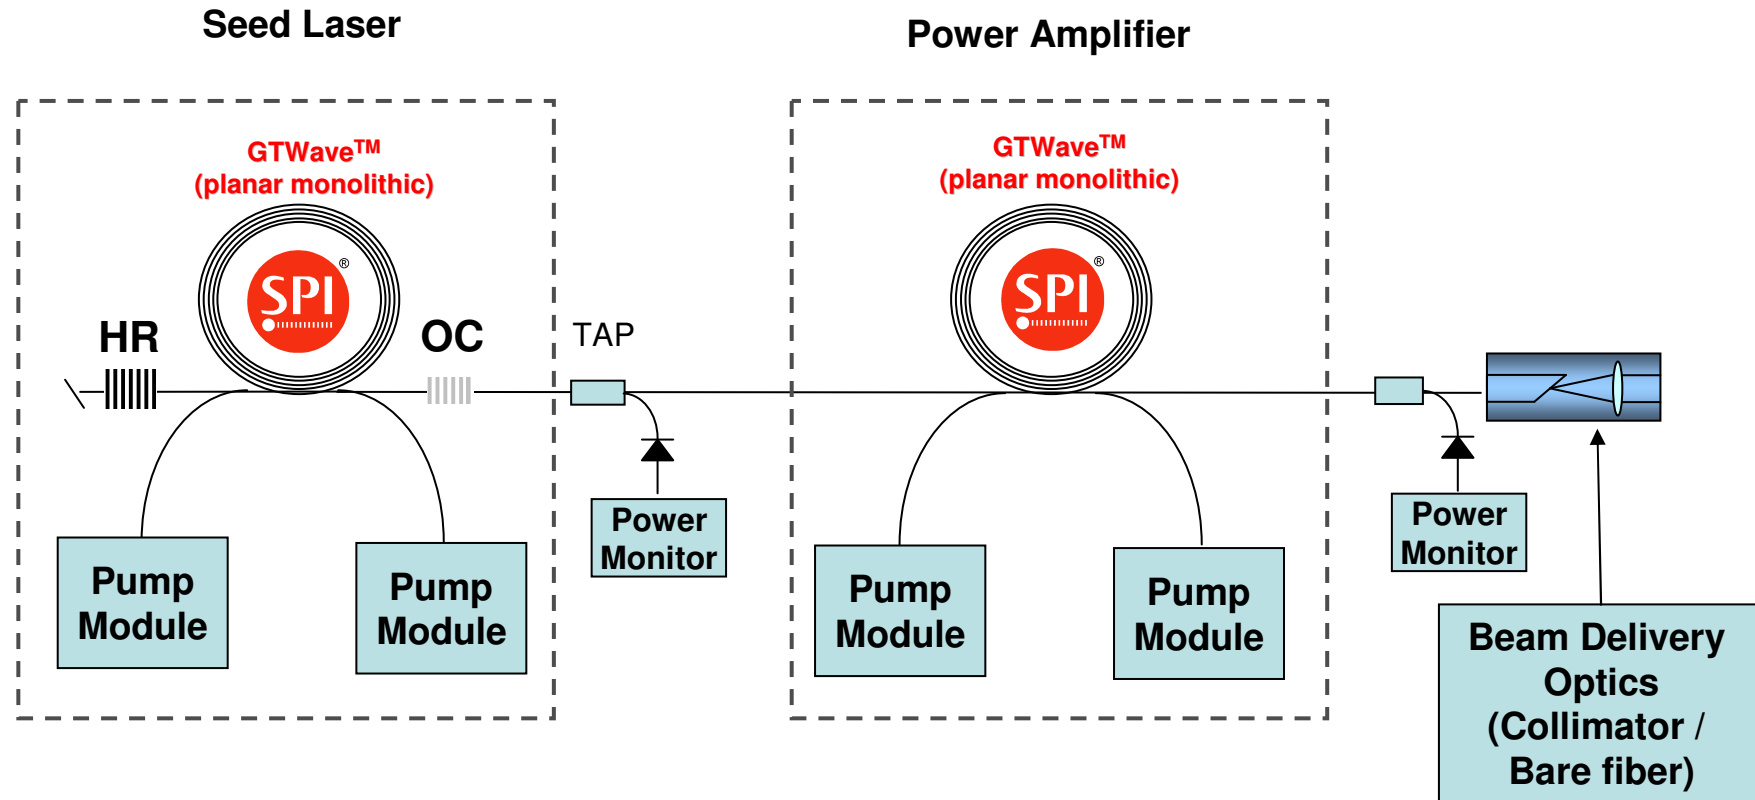 Seed Laser
Power Amplifier
GTWave™
(planar monolithic)
GTWave™
(planar monolithic)
SPI®
SPI®
HR
OC
TAP
Power
Monitor
Power
Monitor
Pump
Module
Pump
Module
Pump
Module
Pump
Module
Beam Delivery
Optics
(Collimator /
Bare fiber)